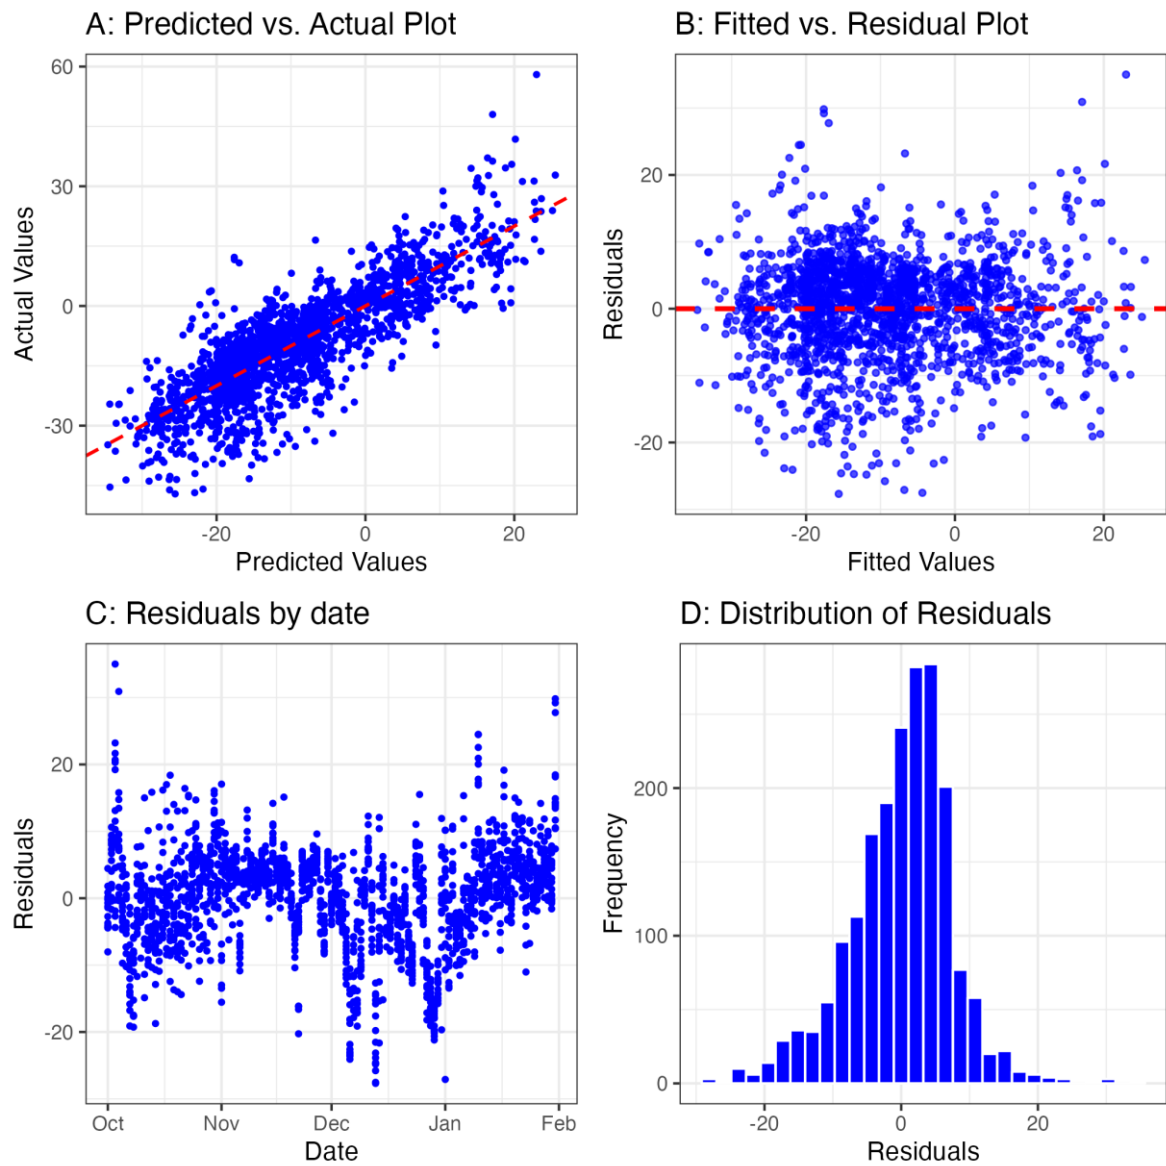 A: Predicted vs. Actual Plot
60
30
0
-30
Actual Values
-20 0 20
Predicted Values
B: Fitted vs. Residual Plot
20
0
-20
Residuals
-20 0 20
Fitted Values
C: Residuals by date
20
0
-20
Residuals
Oct Nov Dec Jan Feb
Date
D: Distribution of Residuals
200
100
0
Frequency
-20 0 20
Residuals